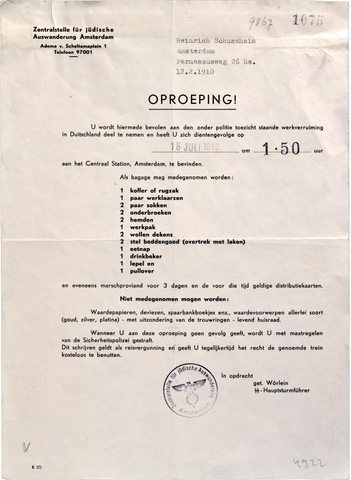 Zentralstelle für jüdische
Auswanderung Amsterdam
Adama v. Scheltemaplein 1
Telefoon 97001
9867 1075
Heinrich
Amsterdam
Parnassusweg 26 hs.
12.2.1910
OPROEPING!
U wordt hiermede bevolen aan den onder politie toezicht staande werkverruiming
in Duitschland deel te nemen en heeft U zich dientengevolge op
15 JULI 1942 om 1·50 uur
aan het Centraal Station, Amsterdam, te bevinden.
Als bagage mag medegenomen worden:
1 koffer of rugzak
1 paar werklaarzen
2 paar sokken
2 onderbroeken
2 hemden
1 werkpak
2 wollen dekens
2 stel beddengoed (overtrek met laken)
1 eetnap
1 drinkbeker
1 lepel en
1 pullover
en eveneens marschproviand voor 3 dagen en de voor die tijd geldige distributiekaarten.
Niet medegenomen mogen worden:
Waardepapieren, deviezen, spaarbankboekjes enz., waardevoorwerpen allerlei soort
(goud, zilver, platina) - met uitzondering van de trouwringen - levend huisraad.
Wanneer U aan deze oproeping geen gevolg geeft, wordt U met maatregelen
van de Sicherheitspolizei gestraft.
Dit schrijven geldt als reisvergunning en geeft U tegelijkertijd het recht de genoemde trein
kosteloos te benutten.
Zentralstelle für jüdische Auswanderung
Amsterdam
In opdracht
get. Wörlein
SS-Hauptsturmführer
V
K 372
4922